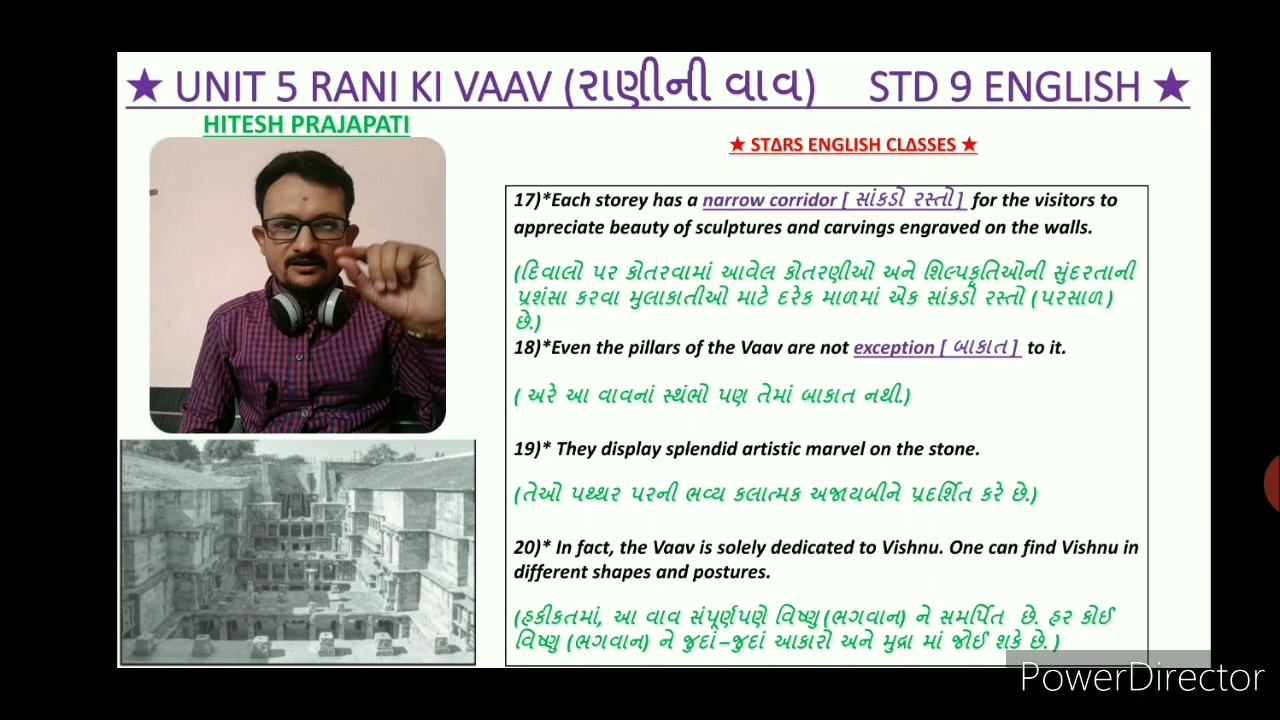 ★ UNIT 5 RANI KI VAAV (રાણીની વાવ) STD 9 ENGLISH ★
HITESH PRAJAPATI
★ STΔRS ENGLISH CLΔSSES ★
17)*Each storey has a narrow corridor [ સાંકડો રસ્તો ] for the visitors to
appreciate beauty of sculptures and carvings engraved on the walls.
(દિવાલો પર કોતરવામાં આવેલ કોતરણીઓ અને શિલ્પકૃતિઓની સુંદરતાની
પ્રશંસા કરવા મુલાકાતીઓ માટે દરેક માળમાં એક સાંકડો રસ્તો (પરસાળ)
છે.)
18)*Even the pillars of the Vaav are not exception [ બાકાત ] to it.
( અરે આ વાવનાં સ્થંભો પણ તેમાં બાકાત નથી.)
19)* They display splendid artistic marvel on the stone.
(તેઓ પથ્થર પરની ભવ્ય કલાત્મક અજાયબીને પ્રદર્શિત કરે છે.)
20)* In fact, the Vaav is solely dedicated to Vishnu. One can find Vishnu in
different shapes and postures.
(હકીકતમાં, આ વાવ સંપૂર્ણપણે વિષ્ણુ (ભગવાન) ને સમર્પિત છે. હર કોઈ
વિષ્ણુ (ભગવાન) ને જુદાં–જુદાં આકારો અને મુદ્રા માં જોઈ શકે છે. )
PowerDirector